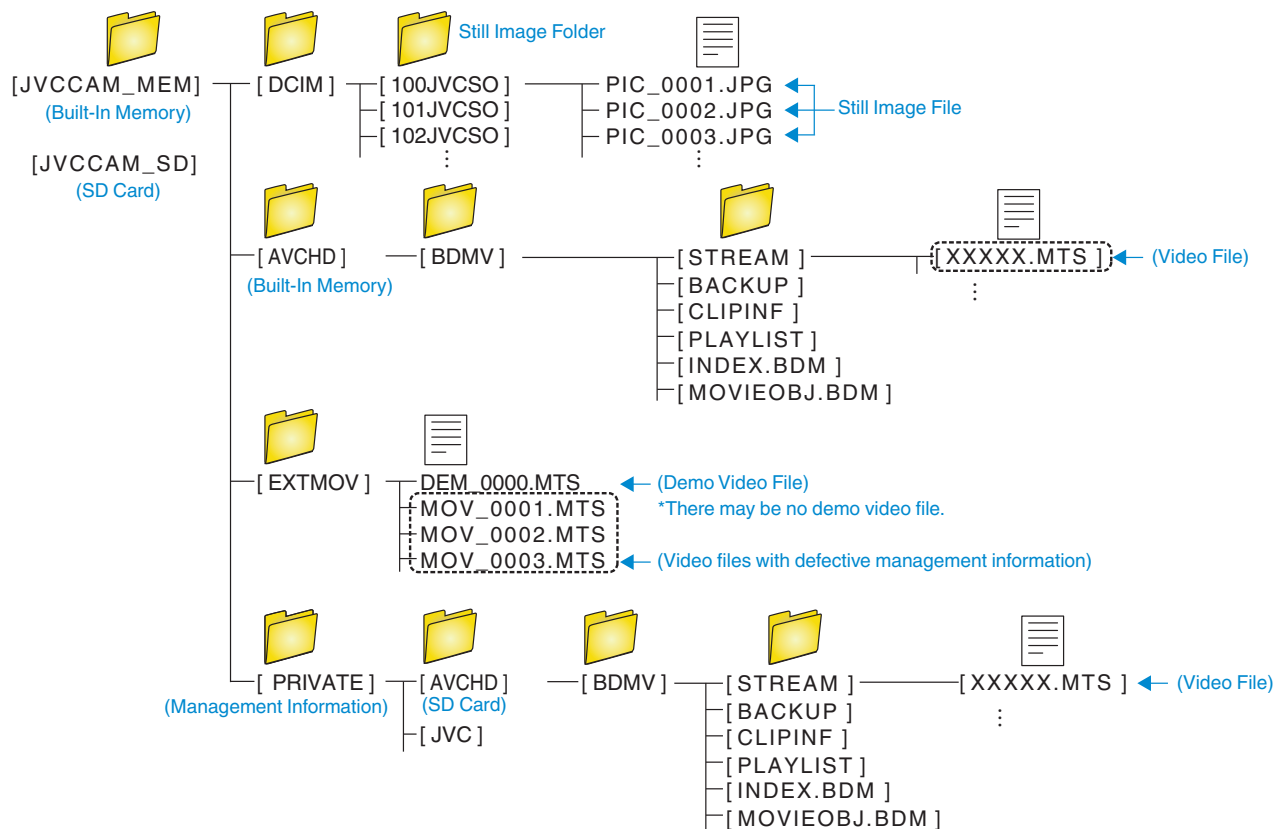 Still Image Folder
[JVCCAM_MEM]
(Built-In Memory)
[JVCCAM_SD]
(SD Card)
[ DCIM ]
[ 100JVCSO ]
[ 101JVCSO ]
[ 102JVCSO ]
PIC_0001.JPG
PIC_0002.JPG
PIC_0003.JPG
Still Image File
[ AVCHD ]
(Built-In Memory)
[ BDMV ]
[ STREAM ]
[ BACKUP ]
[ CLIPINF ]
[ PLAYLIST ]
[ INDEX.BDM ]
[ MOVIEOBJ.BDM ]
[ XXXXX.MTS ]
(Video File)
[ EXTMOV ]
DEM_0000.MTS
(Demo Video File)
*There may be no demo video file.
MOV_0001.MTS
MOV_0002.MTS
MOV_0003.MTS
(Video files with defective management information)
[ PRIVATE ]
(Management Information)
[ AVCHD ]
(SD Card)
[ JVC ]
[ BDMV ]
[ STREAM ]
[ BACKUP ]
[ CLIPINF ]
[ PLAYLIST ]
[ INDEX.BDM ]
[ MOVIEOBJ.BDM ]
[ XXXXX.MTS ]
(Video File)